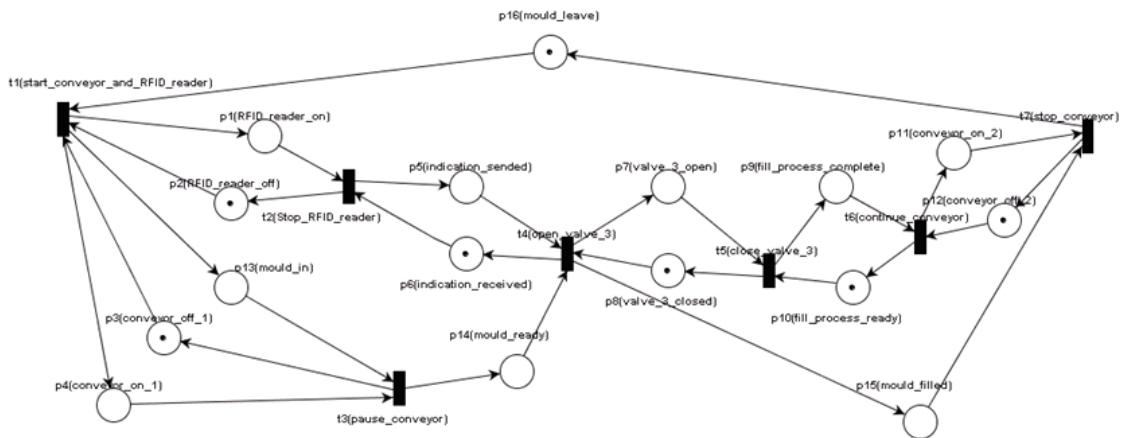 p16(mould_leave)
t1(start_conveyor_and_RFID_reader)
p1(RFID_reader_on)
t7(stop_conveyor)
p11(conveyor_on_2)
p5(indication_sended)
p7(valve_3_open)
p9(fill_process_complete)
p2(RFID_reader_off)
p12(conveyor_off_2)
t2(Stop_RFID_reader)
t6(continue_conveyor)
t4(open_valve_3)
t5(close_valve_3)
p13(mould_in)
p6(indication_received)
p8(valve_3_closed)
p10(fill_process_ready)
p3(conveyor_off_1)
p14(mould_ready)
p4(conveyor_on_1)
p15(mould_filled)
t3(pause_conveyor)